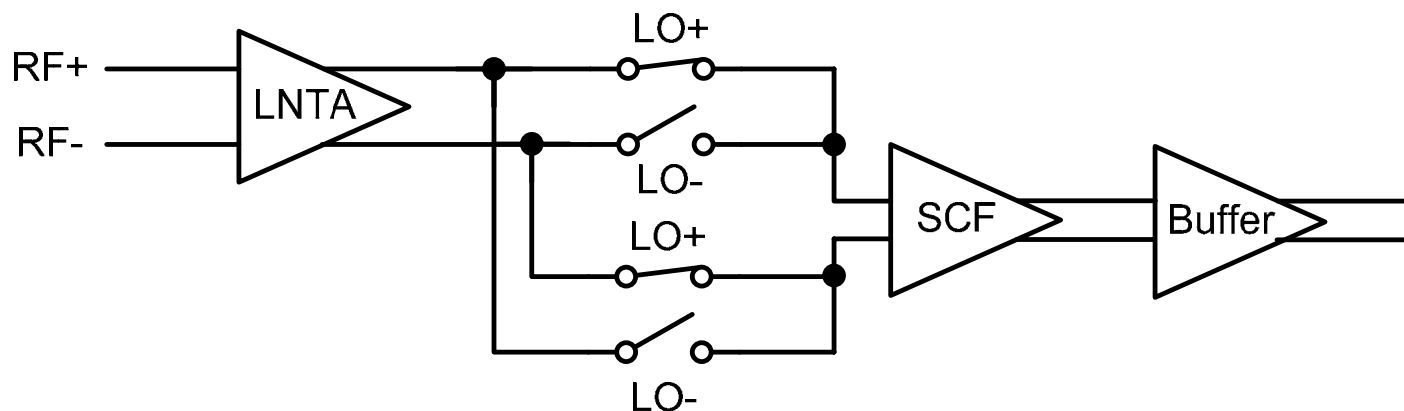 LO+
RF+
LNTA
RF-
LO-
LO+
SCF
Buffer
LO-